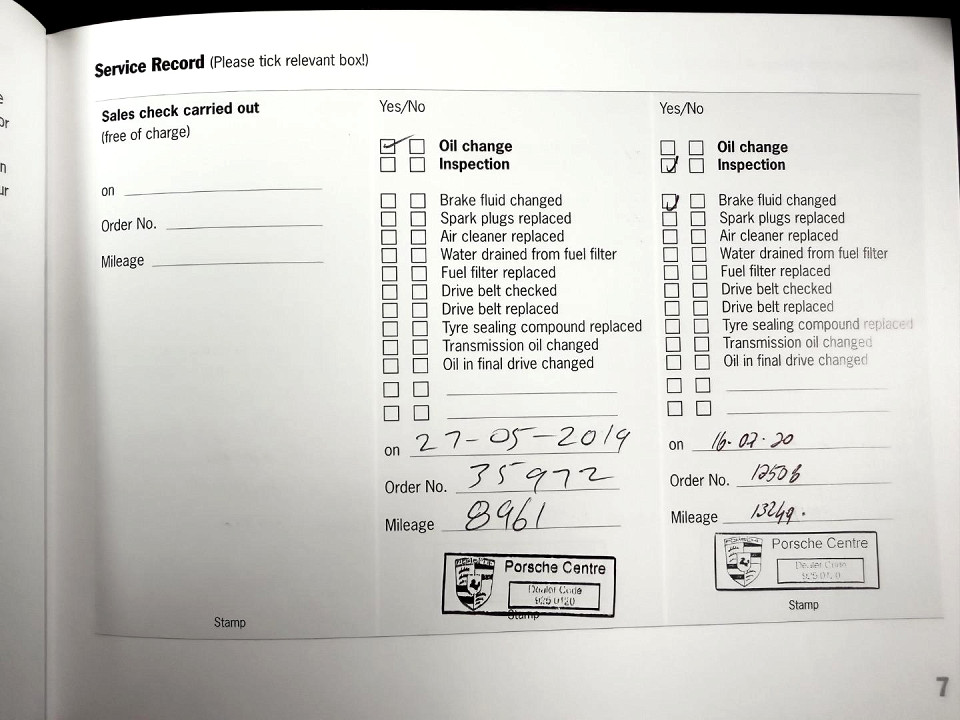 Service Record (Please tick relevant box!)
Sales check carried out
(free of charge)
on
Order No.
Mileage
Stamp
Yes/No
Oil change
Inspection
Brake fluid changed
Spark plugs replaced
Air cleaner replaced
Water drained from fuel filter
Fuel filter replaced
Drive belt checked
Drive belt replaced
Tyre sealing compound replaced
Transmission oil changed
Oil in final drive changed
on 27-05-2019
Order No. 35972
Mileage 8961
PORSCHE
Porsche Centre
Dealer Code
925 0120
Stamp
Yes/No
Oil change
Inspection
Brake fluid changed
Spark plugs replaced
Air cleaner replaced
Water drained from fuel filter
Fuel filter replaced
Drive belt checked
Drive belt replaced
Tyre sealing compound replaced
Transmission oil changed
Oil in final drive changed
on 16.07.20
Order No. 12508
Mileage 13249.
Porsche Centre
Dealer Code
Stamp
7